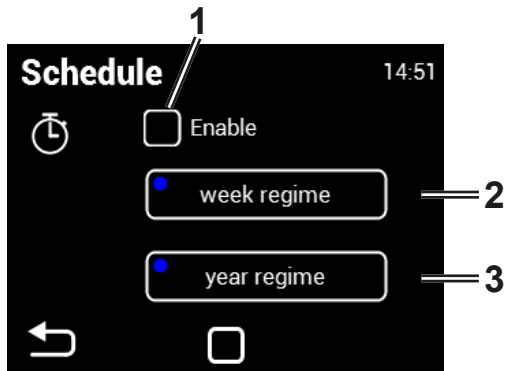 1
Schedule 14:51
Enable
week regime
2
year regime
3